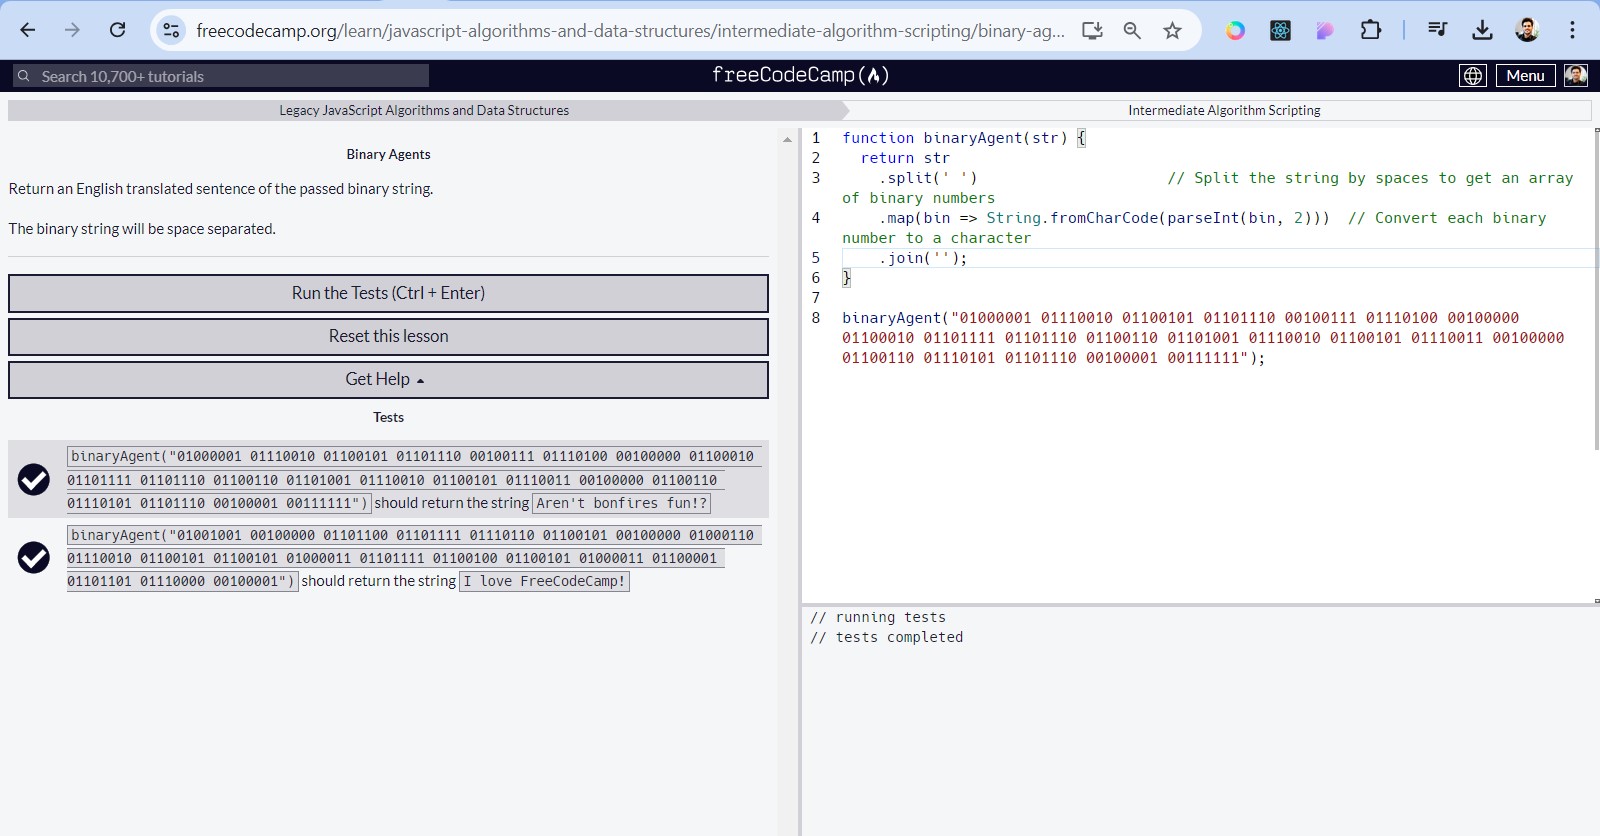 freecodecamp.org/learn/javascript-algorithms-and-data-structures/intermediate-algorithm-scripting/binary-ag...
Search 10,700+ tutorials
freeCodeCamp
Menu
Legacy JavaScript Algorithms and Data Structures
Intermediate Algorithm Scripting
Binary Agents
Return an English translated sentence of the passed binary string.
The binary string will be space separated.
Run the Tests (Ctrl + Enter)
Reset this lesson
Get Help
Tests
binaryAgent("01000001 01110010 01100101 01101110 00100111 01110100 00100000 01100010
01101111 01101110 01100110 01101001 01110010 01100101 01110011 00100000 01100110
01110101 01101110 00100001 00111111") should return the string Aren't bonfires fun!?
binaryAgent("01001001 00100000 01101100 01101111 01110110 01100101 00100000 01000110
01110010 01100101 01100101 01000011 01101111 01100100 01100101 01000011 01100001
01101101 01110000 00100001") should return the string I love FreeCodeCamp!
1 function binaryAgent(str) {
2 return str
3 .split(' ') // Split the string by spaces to get an array
of binary numbers
4 .map(bin => String.fromCharCode(parseInt(bin, 2))) // Convert each binary
number to a character
5 .join('');
6 }
7
8 binaryAgent("01000001 01110010 01100101 01101110 00100111 01110100 00100000
01100010 01101111 01101110 01100110 01101001 01110010 01100101 01110011 00100000
01100110 01110101 01101110 00100001 00111111");
// running tests
// tests completed